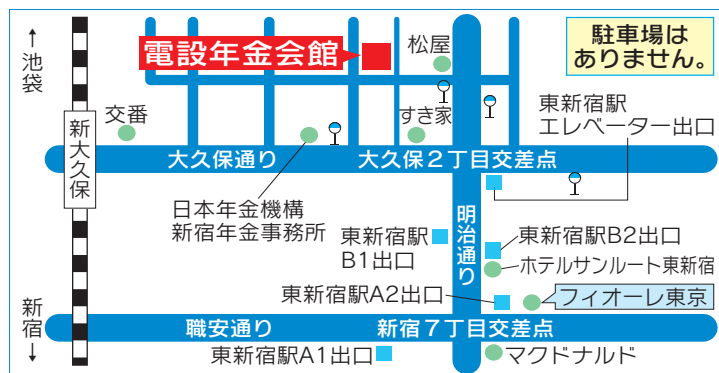 ↑
池袋
電設年金会館
松屋
駐車場は
ありません。
交番
すき家
東新宿駅
エレベーター出口
新大久保
大久保通り
大久保2丁目交差点
日本年金機構
新宿年金事務所
明治通り
東新宿駅
B1出口
東新宿駅B2出口
ホテルサンルート東新宿
東新宿駅A2出口
フィオーレ東京
新宿
↓
職安通り
新宿7丁目交差点
東新宿駅A1出口
マクドナルド